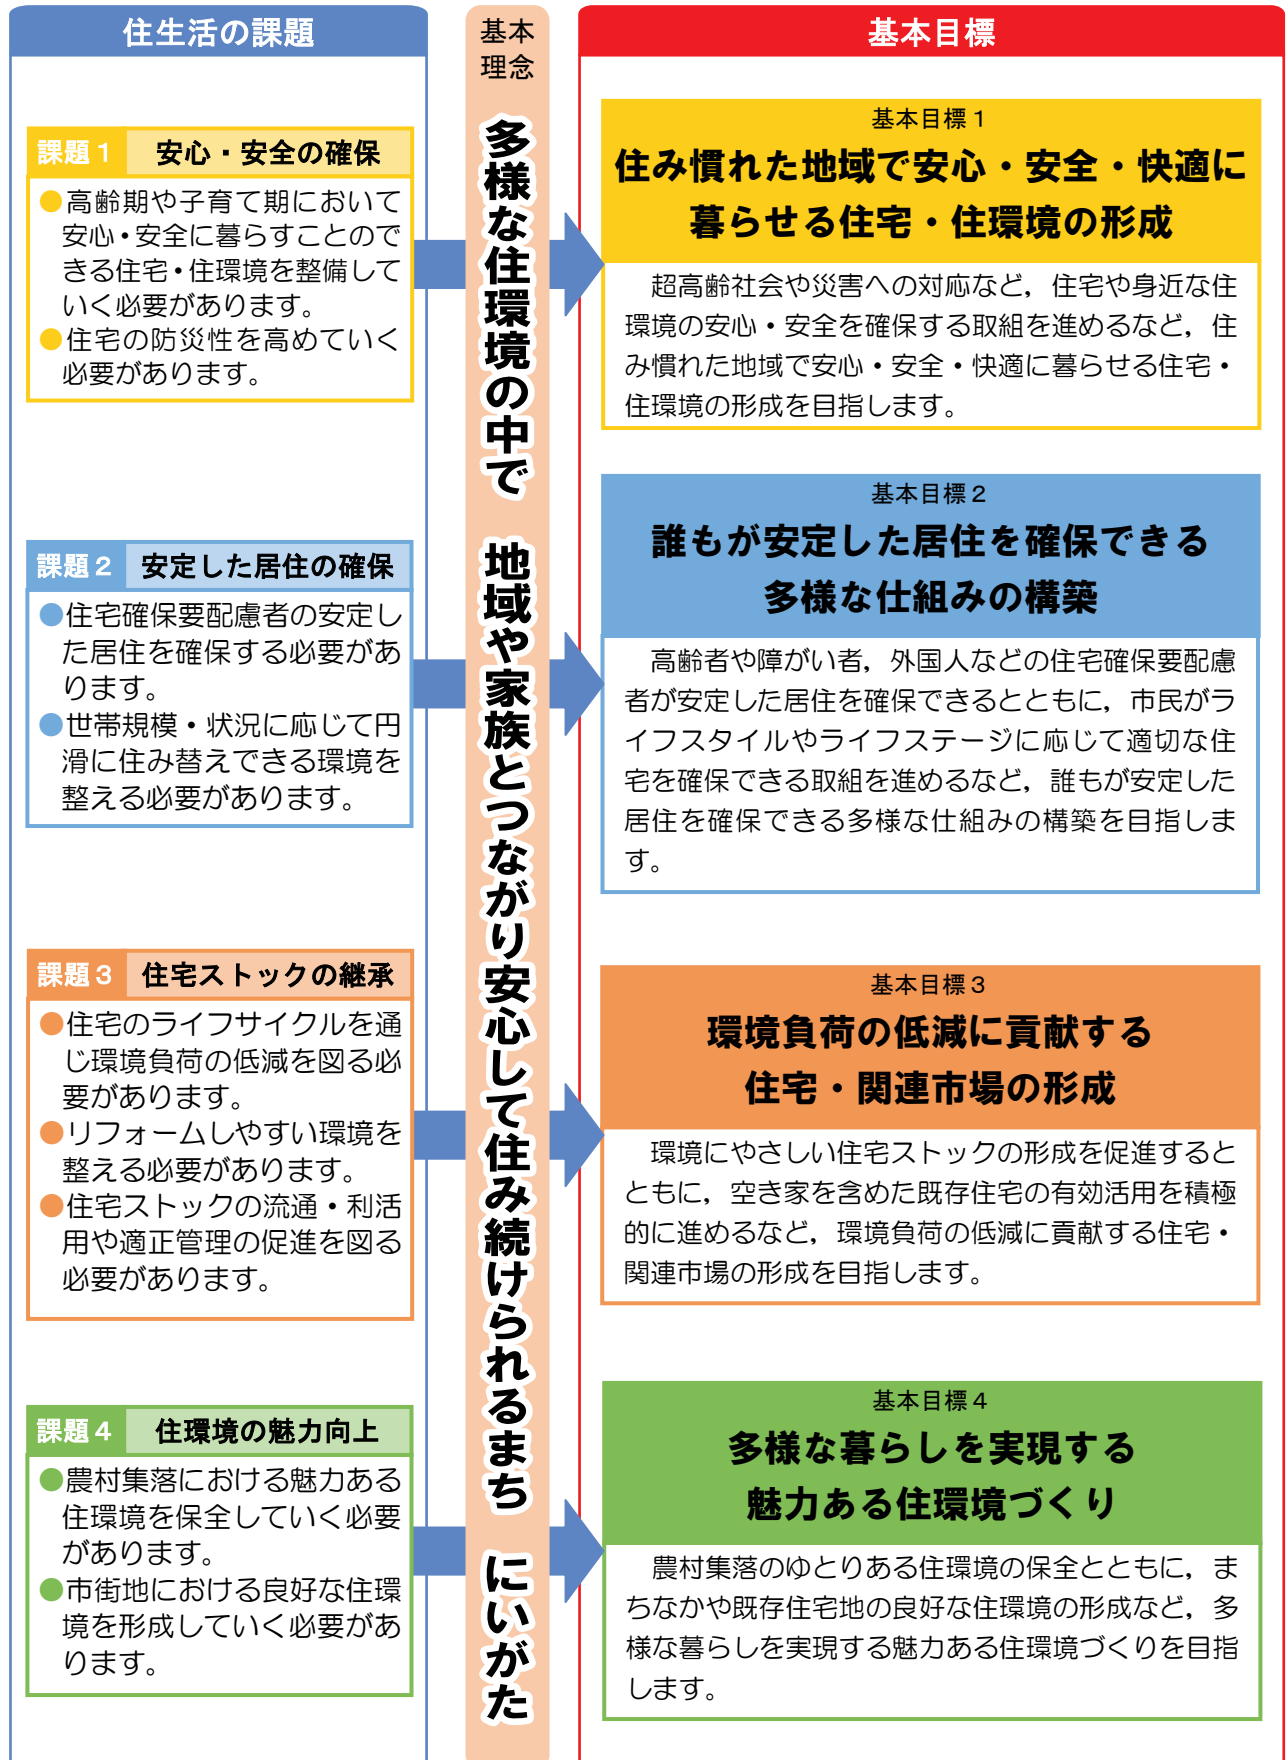 住生活の課題
課題1 安心・安全の確保
●高齢期や子育て期において
安心・安全に暮らすことので
きる住宅・住環境を整備して
いく必要があります。
●住宅の防災性を高めていく
必要があります。
課題2 安定した居住の確保
●住宅確保要配慮者の安定し
た居住を確保する必要があ
ります。
●世帯規模・状況に応じて円
滑に住み替えできる環境を
整える必要があります。
課題3 住宅ストックの継承
●住宅のライフサイクルを通
じ環境負荷の低減を図る必
要があります。
●リフォームしやすい環境を
整える必要があります。
●住宅ストックの流通・利活
用や適正管理の促進を図る
必要があります。
課題4 住環境の魅力向上
●農村集落における魅力ある
住環境を保全していく必要
があります。
●市街地における良好な住環
境を形成していく必要があ
ります。
基本
理念
多様な住環境の中で 地域や家族とつながり安心して住み続けられるまち にいがた
基本目標
基本目標1
住み慣れた地域で安心・安全・快適に
暮らせる住宅・住環境の形成
超高齢社会や災害への対応など，住宅や身近な住
環境の安心・安全を確保する取組を進めるなど，住
み慣れた地域で安心・安全・快適に暮らせる住宅・
住環境の形成を目指します。
基本目標2
誰もが安定した居住を確保できる
多様な仕組みの構築
高齢者や障がい者，外国人などの住宅確保要配慮
者が安定した居住を確保できるとともに，市民がラ
イフスタイルやライフステージに応じて適切な住
宅を確保できる取組を進めるなど，誰もが安定した
居住を確保できる多様な仕組みの構築を目指しま
す。
基本目標3
環境負荷の低減に貢献する
住宅・関連市場の形成
環境にやさしい住宅ストックの形成を促進すると
ともに，空き家を含めた既存住宅の有効活用を積極
的に進めるなど，環境負荷の低減に貢献する住宅・
関連市場の形成を目指します。
基本目標4
多様な暮らしを実現する
魅力ある住環境づくり
農村集落のゆとりある住環境の保全とともに，ま
ちなかや既存住宅地の良好な住環境の形成など，多
様な暮らしを実現する魅力ある住環境づくりを目指
します。